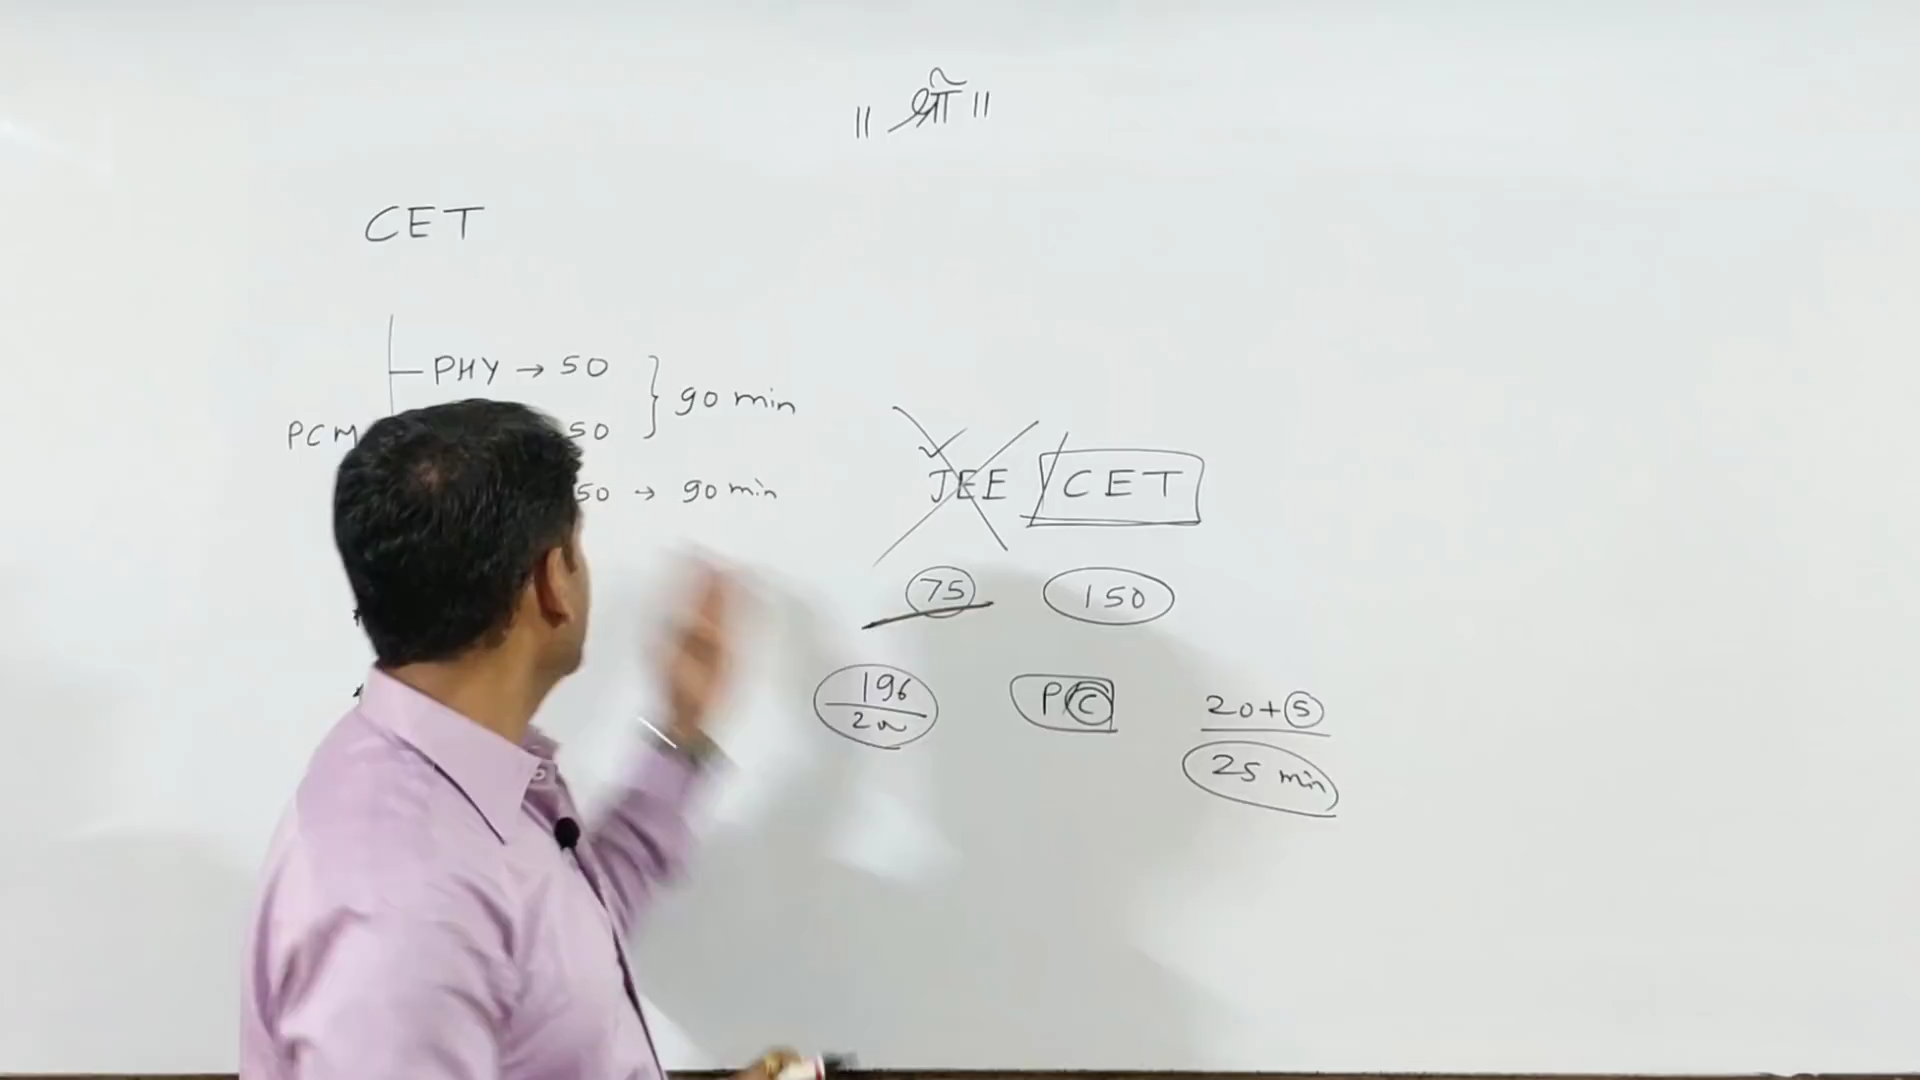 || श्री ||
CET
PHY → 50
90 min
PCM
50
50 → 90 min
JEE / CET
75
150
196
PC
20+5
25 min